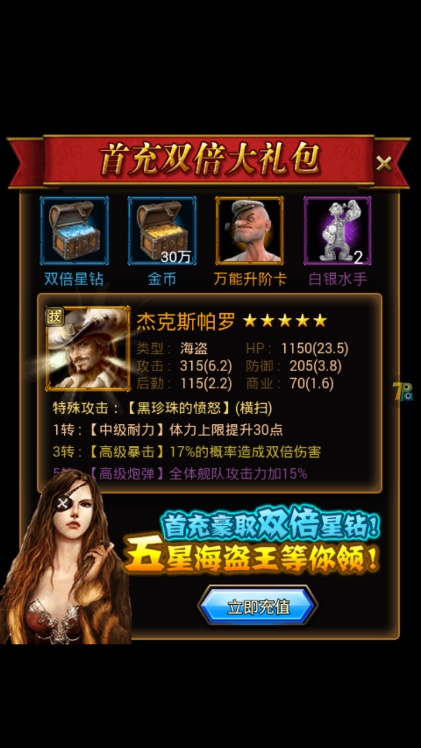 首充双倍大礼包
30万
2
双倍星钻
金币
万能升阶卡
白银水手
杰克斯帕罗
类型： 海盗 HP： 1150(23.5)
攻击： 315(6.2) 防御： 205(3.8)
后勤： 115(2.2) 商业： 70(1.6)
特殊攻击：【黑珍珠的愤怒】(横扫)
1转：【中级耐力】体力上限提升30点
3转：【高级暴击】17%的概率造成双倍伤害
【高级炮弹】全体舰队攻击力加15%
首充豪取双倍星钻！
五星海盗王等你领！
立即充值